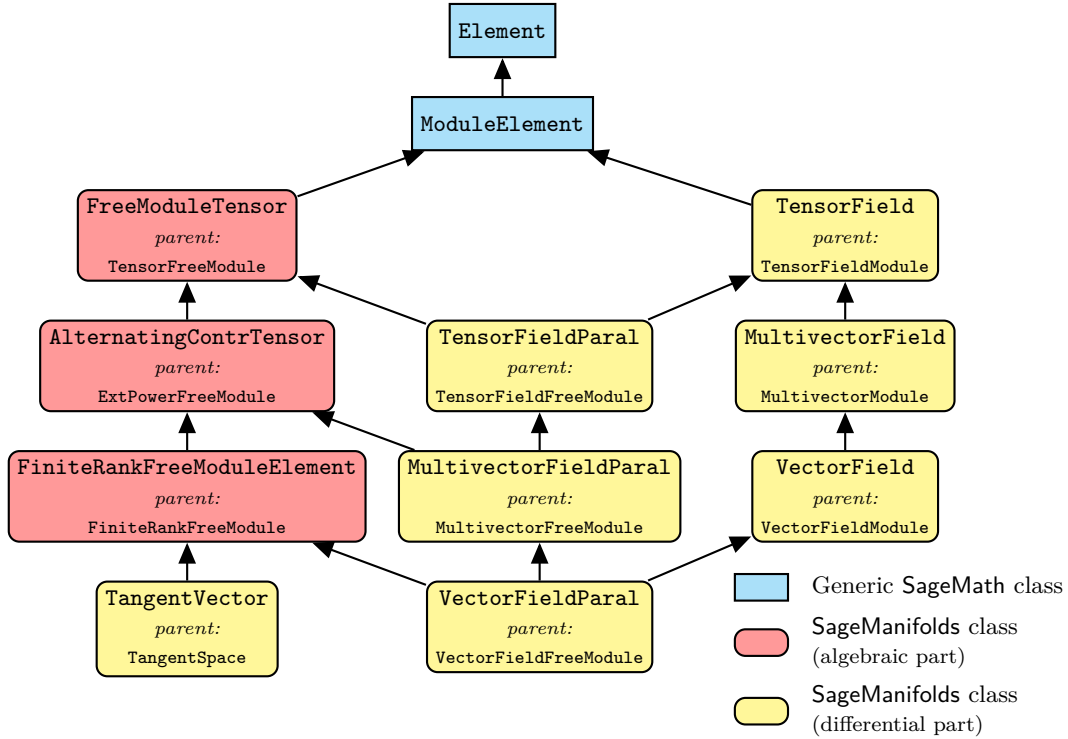 Element
ModuleElement
FreeModuleTensor
parent:
TensorFreeModule
TensorField
parent:
TensorFieldModule
AlternatingContrTensor
parent:
ExtPowerFreeModule
TensorFieldParal
parent:
TensorFieldFreeModule
MultivectorField
parent:
MultivectorModule
FiniteRankFreeModuleElement
parent:
FiniteRankFreeModule
MultivectorFieldParal
parent:
MultivectorFreeModule
VectorField
parent:
VectorFieldModule
TangentVector
parent:
TangentSpace
VectorFieldParal
parent:
VectorFieldFreeModule
Generic SageMath class
SageManifolds class
(algebraic part)
SageManifolds class
(differential part)